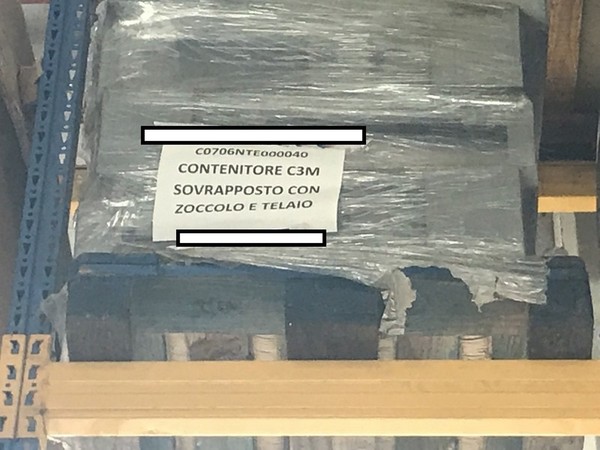 C0706NTE000040
CONTENITORE C3M
SOVRAPPOSTO CON
ZOCCOLO E TELAIO